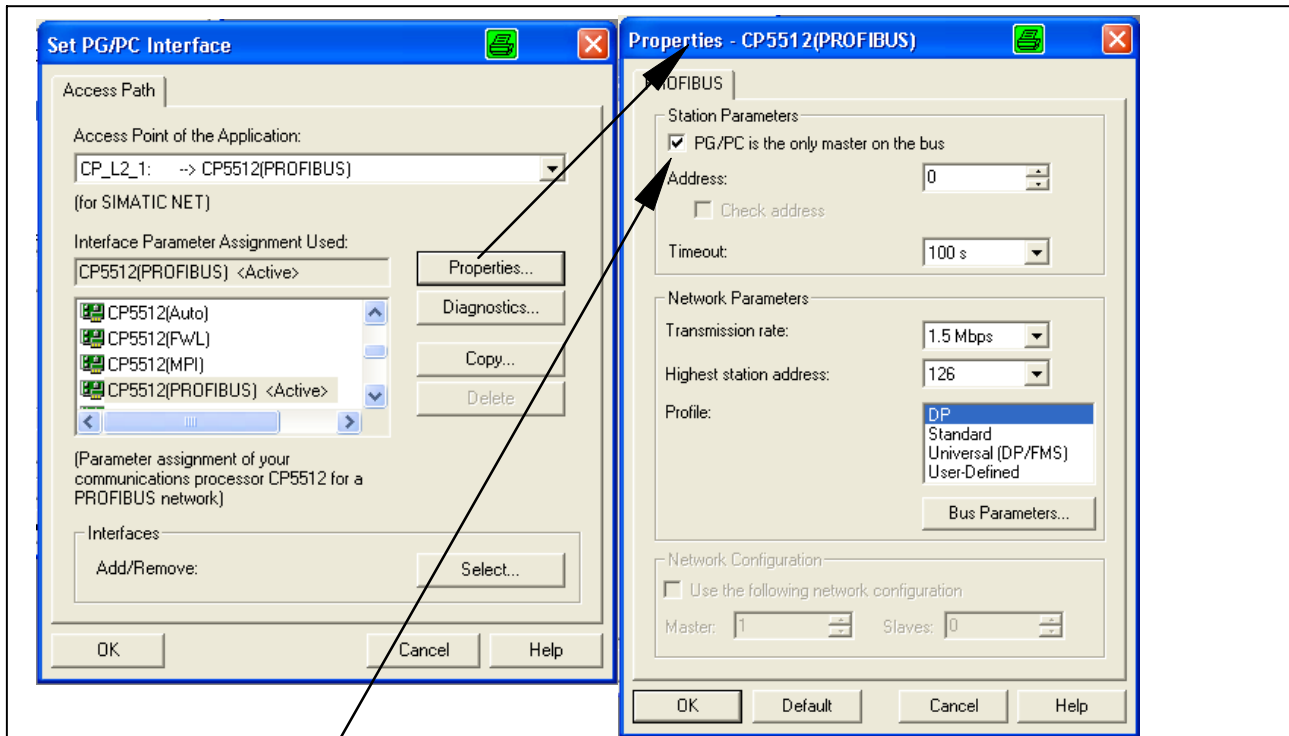 Set PG/PC Interface
Access Path
Access Point of the Application:
CP_L2_1: --> CP5512(PROFIBUS)
(for SIMATIC NET)
Interface Parameter Assignment Used:
CP5512(PROFIBUS) <Active>
Properties...
Diagnostics...
CP5512(Auto)
CP5512(FWL)
CP5512(MPI)
CP5512(PROFIBUS) <Active>
Copy...
Delete
(Parameter assignment of your
communications processor CP5512 for a
PROFIBUS network)
Interfaces
Add/Remove:
Select...
OK
Cancel
Help
Properties - CP5512(PROFIBUS)
PROFIBUS
Station Parameters
PG/PC is the only master on the bus
Address: 0
Check address
Timeout: 100 s
Network Parameters
Transmission rate: 1.5 Mbps
Highest station address: 126
Profile:
DP
Standard
Universal (DP/FMS)
User-Defined
Bus Parameters...
Network Configuration
Use the following network configuration
Master: 1 Slaves: 0
OK
Default
Cancel
Help